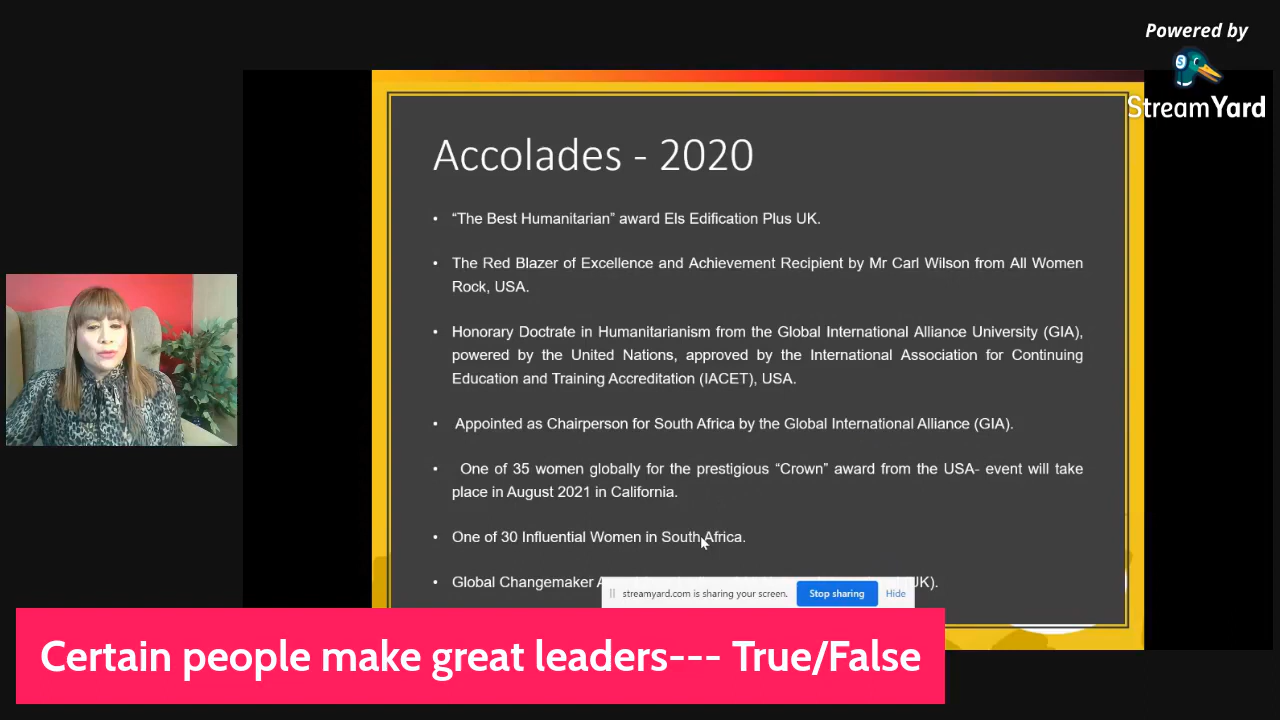 Powered by
StreamYard
Accolades - 2020
• “The Best Humanitarian” award Els Edification Plus UK.
• The Red Blazer of Excellence and Achievement Recipient by Mr Carl Wilson from All Women
Rock, USA.
• Honorary Doctrate in Humanitarianism from the Global International Alliance University (GIA),
powered by the United Nations, approved by the International Association for Continuing
Education and Training Accreditation (IACET), USA.
• Appointed as Chairperson for South Africa by the Global International Alliance (GIA).
• One of 35 women globally for the prestigious “Crown” award from the USA- event will take
place in August 2021 in California.
• One of 30 Influential Women in South Africa.
• Global Changemaker UK).
streamyard.com is sharing your screen. Stop sharing Hide
Certain people make great leaders--- True/False